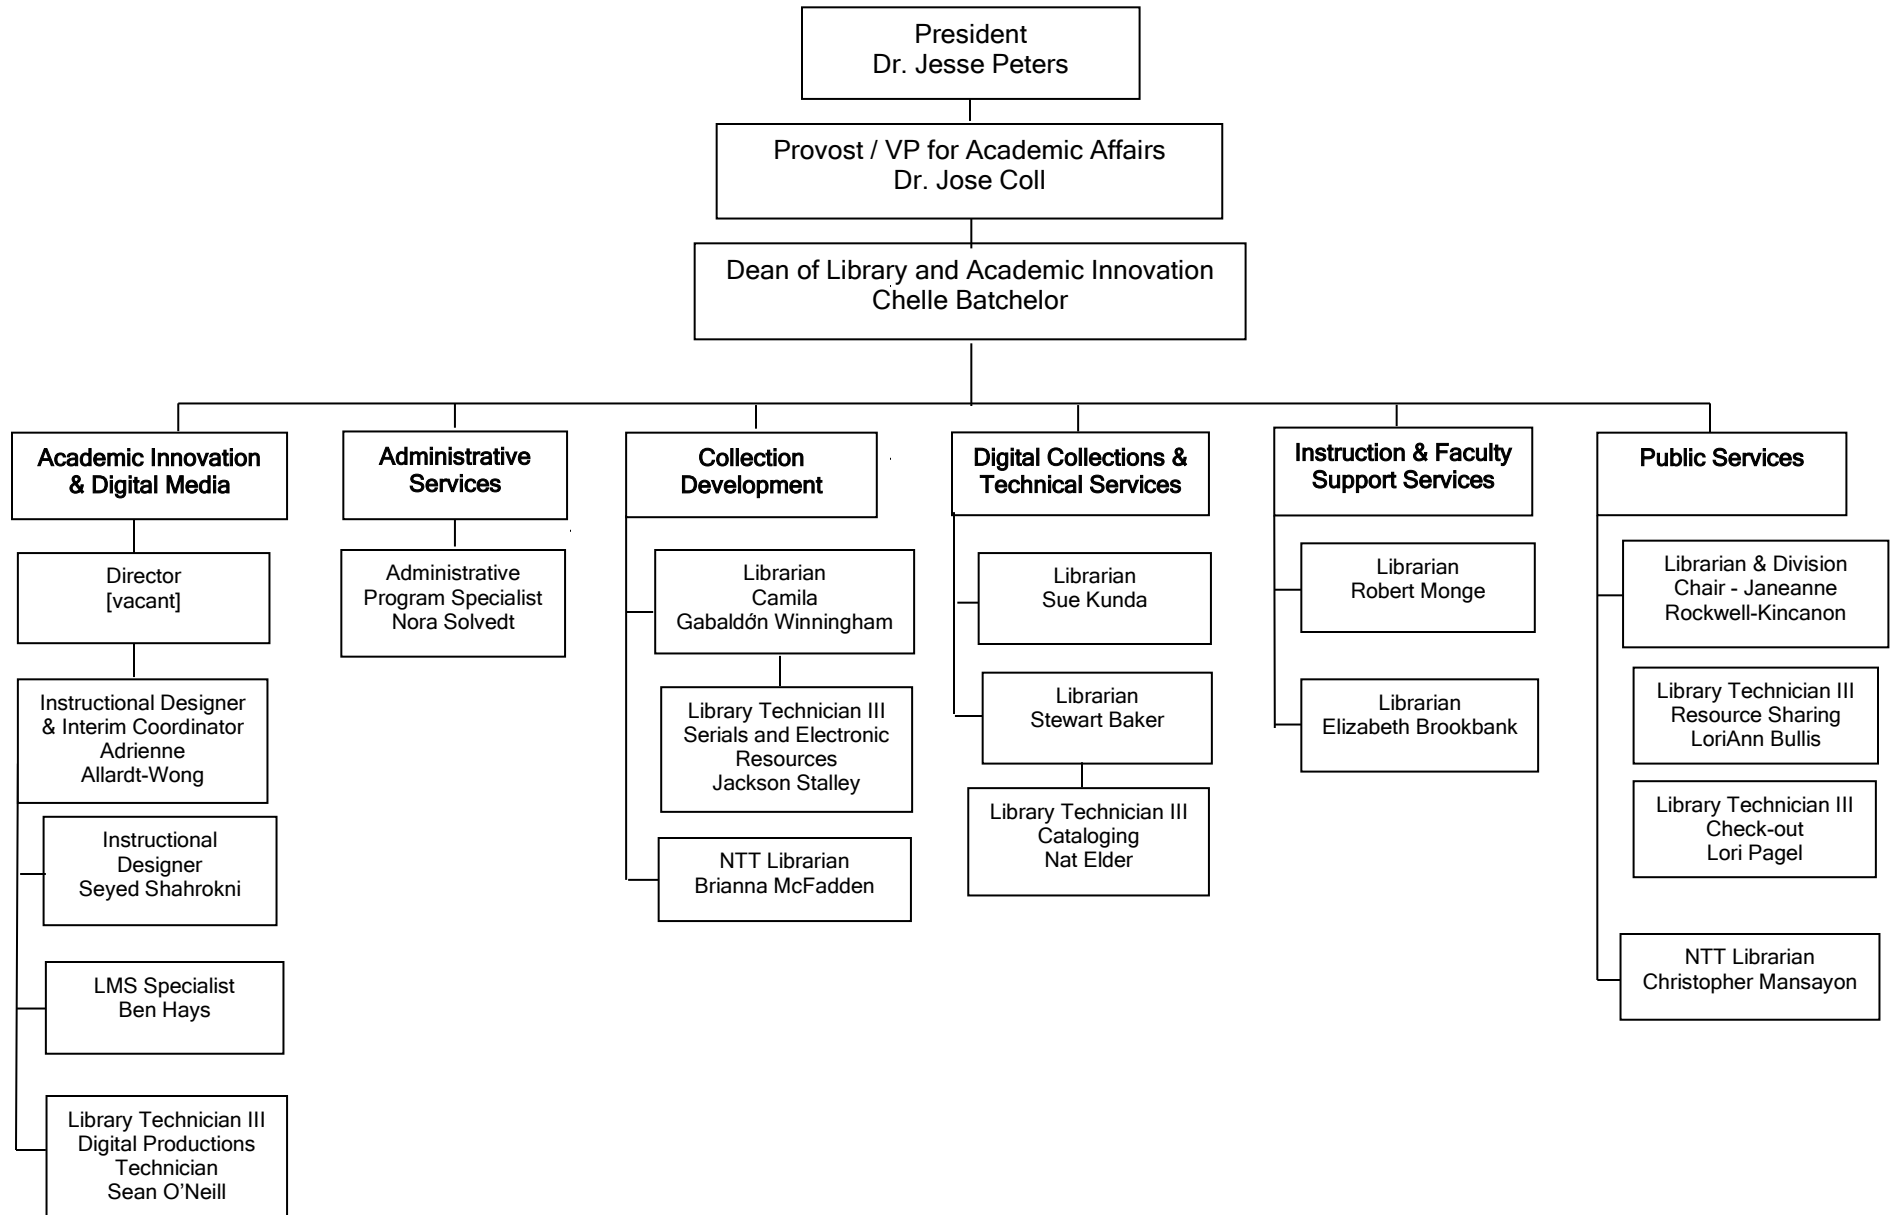 President
Dr. Jesse Peters
Provost / VP for Academic Affairs
Dr. Jose Coll
Dean of Library and Academic Innovation
Chelle Batchelor
Academic Innovation
& Digital Media
Director
[vacant]
Instructional Designer
& Interim Coordinator
Adrienne
Allardt-Wong
Instructional
Designer
Seyed Shahrokni
LMS Specialist
Ben Hays
Library Technician III
Digital Productions
Technician
Sean O’Neill
Administrative
Services
Administrative
Program Specialist
Nora Solvedt
Collection
Development
Librarian
Camila
Gabaldón Winningham
Library Technician III
Serials and Electronic
Resources
Jackson Stalley
NTT Librarian
Brianna McFadden
Digital Collections &
Technical Services
Librarian
Sue Kunda
Librarian
Stewart Baker
Library Technician III
Cataloging
Nat Elder
Instruction & Faculty
Support Services
Librarian
Robert Monge
Librarian
Elizabeth Brookbank
Public Services
Librarian & Division
Chair - Janeanne
Rockwell-Kincanon
Library Technician III
Resource Sharing
LoriAnn Bullis
Library Technician III
Check-out
Lori Pagel
NTT Librarian
Christopher Mansayon